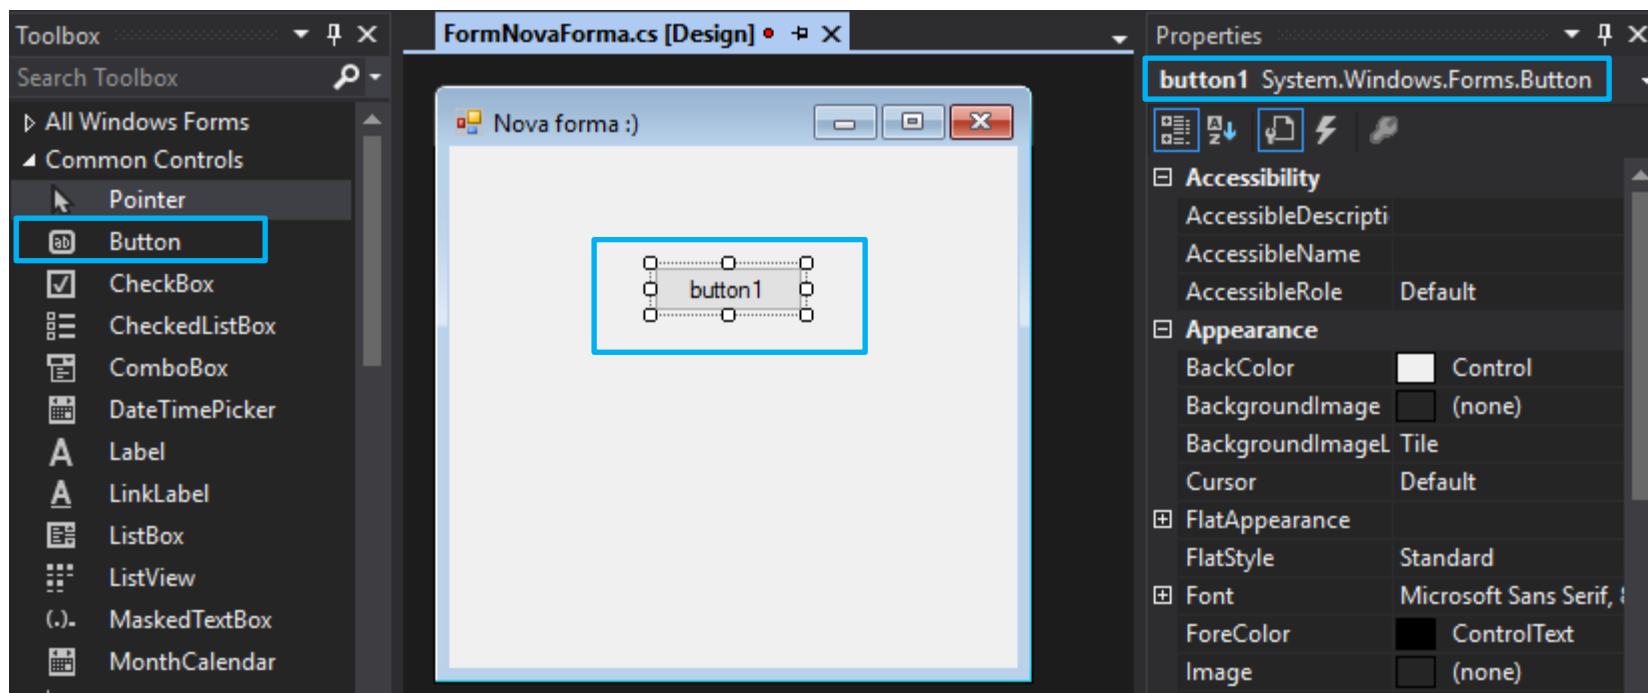 Toolbox
Search Toolbox
All Windows Forms
Common Controls
Pointer
Button
CheckBox
CheckedListBox
ComboBox
DateTimePicker
Label
LinkLabel
ListBox
ListView
MaskedTextBox
MonthCalendar
FormNovaForma.cs [Design]
Nova forma :)
button1
Properties
button1 System.Windows.Forms.Button
Accessibility
AccessibleDescripti
AccessibleName
AccessibleRole Default
Appearance
BackColor Control
BackgroundImage (none)
BackgroundImageL Tile
Cursor Default
FlatAppearance
FlatStyle Standard
Font Microsoft Sans Serif,
ForeColor ControlText
Image (none)